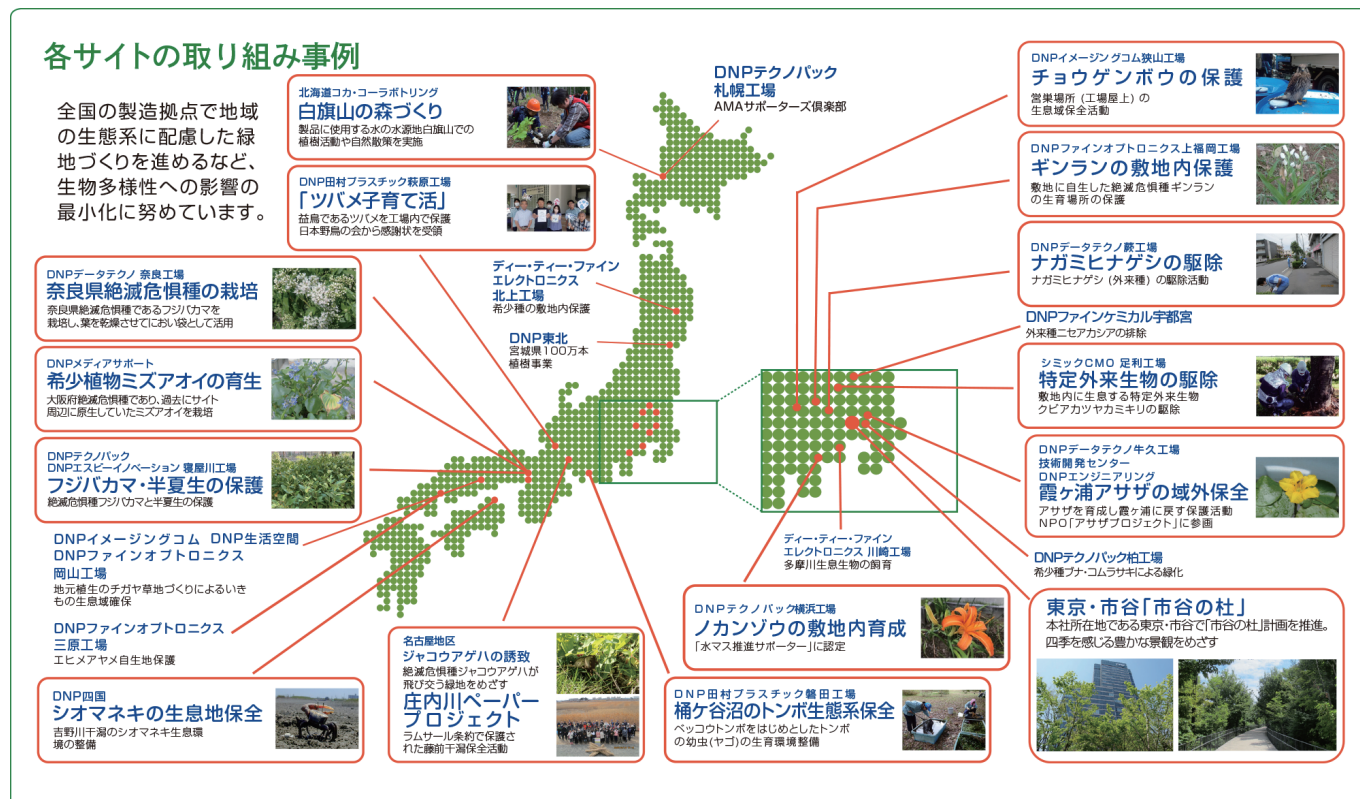 各サイトの取り組み事例
全国の製造拠点で地域
の生態系に配慮した緑
地づくりを進めるなど、
生物多様性への影響の
最小化に努めています。
北海道コカ・コーラボトリング
白旗山の森づくり
製品に使用する水の水源地白旗山での
植樹活動や自然散策を実施
DNP田村プラスチック萩原工場
「ツバメ子育て活」
益鳥であるツバメを工場内で保護
日本野鳥の会から感謝状を受領
DNPデータテクノ 奈良工場
奈良県絶滅危惧種の栽培
奈良県絶滅危惧種であるフジバカマを
栽培し、葉を乾燥させてにおい袋として活用
DNPメディアサポート
希少植物ミズアオイの育生
大阪府絶滅危惧種であり、過去にサイト
周辺に原生していたミズアオイを栽培
DNPテクノパック
DNPエスピーイノベーション 寝屋川工場
フジバカマ・半夏生の保護
絶滅危惧種フジバカマと半夏生の保護
DNPイメージングコム DNP生活空間
DNPファインオプトロニクス
岡山工場
地元植生のチガヤ草地づくりによるいき
もの生息域確保
DNPファインオプトロニクス
三原工場
エヒメアヤメ自生地保護
DNP四国
シオマネキの生息地保全
吉野川干潟のシオマネキ生息環
境の整備
DNPテクノパック
札幌工場
AMAサポーターズ倶楽部
ディー・ティー・ファイン
エレクトロニクス
北上工場
希少種の敷地内保護
DNP東北
宮城県100万本
植樹事業
名古屋地区
ジャコウアゲハの誘致
絶滅危惧種ジャコウアゲハが
飛び交う緑地をめざす
庄内川ペーパー
プロジェクト
ラムサール条約で保護さ
れた藤前干潟保全活動
DNP田村プラスチック磐田工場
桶ケ谷沼のトンボ生態系保全
ベッコウトンボをはじめとしたトンボ
の幼虫(ヤゴ)の生育環境整備
DNPテクノパック横浜工場
ノカンゾウの敷地内育成
「水マス推進サポーター」に認定
ディー・ティー・ファイン
エレクトロニクス 川崎工場
多摩川生息生物の飼育
DNPイメージングコム狭山工場
チョウゲンボウの保護
営巣場所 (工場屋上) の
生息域保全活動
DNPファインオプトロニクス上福岡工場
ギンランの敷地内保護
敷地に自生した絶滅危惧種ギンラン
の生育場所の保護
DNPデータテクノ蕨工場
ナガミヒナゲシの駆除
ナガミヒナゲシ (外来種) の駆除活動
DNPファインケミカル宇都宮
外来種ニセアカシアの排除
シミックCMO 足利工場
特定外来生物の駆除
敷地内に生息する特定外来生物
クビアカツヤカミキリの駆除
DNPデータテクノ牛久工場
技術開発センター
DNPエンジニアリング
霞ヶ浦アサザの域外保全
アサザを育成し霞ヶ浦に戻す保護活動
NPO「アサザプロジェクト」に参画
DNPテクノパック柏工場
希少種ブナ・コムラサキによる緑化
東京・市谷「市谷の杜」
本社所在地である東京・市谷で「市谷の杜」計画を推進。
四季を感じる豊かな景観をめざす